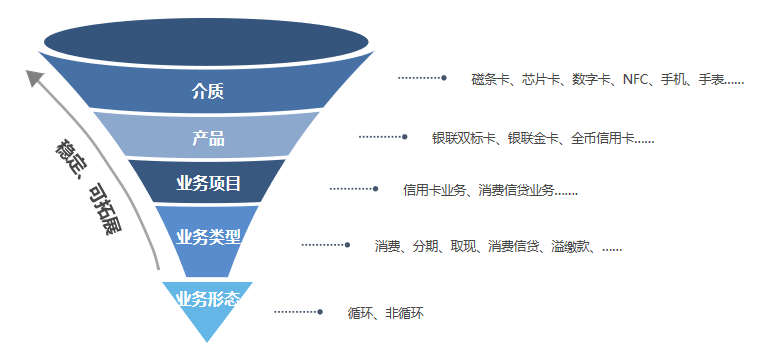 介质
磁条卡、芯片卡、数字卡、NFC、手机、手表......
产品
银联双标卡、银联金卡、全币信用卡......
业务项目
信用卡业务、消费信贷业务.......
业务类型
消费、分期、取现、消费信贷、溢缴款、......
业务形态
循环、非循环
稳定、可拓展